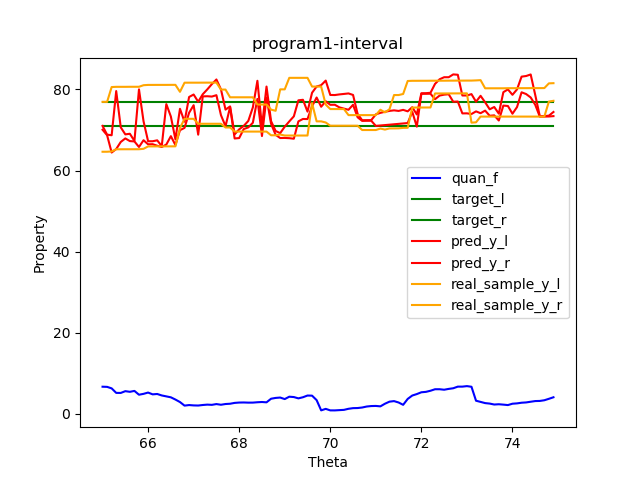 program1-interval
Property
80
60
40
20
0
quan_f
target_l
target_r
pred_y_l
pred_y_r
real_sample_y_l
real_sample_y_r
66
68
70
72
74
Theta